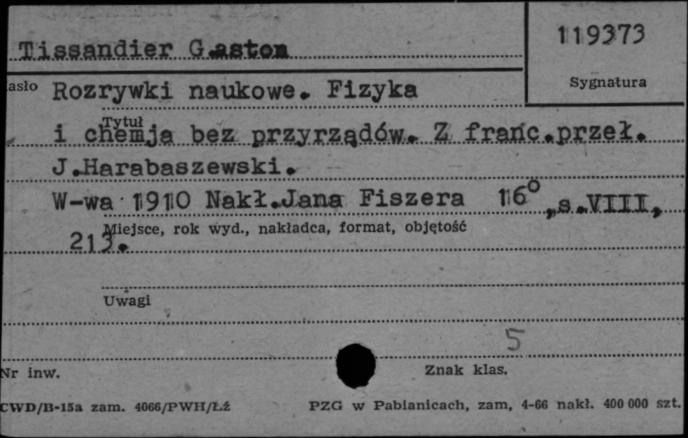 119373
Tissandier Gaston
Sygnatura
asło Rozrywki naukowe. Fizyka
Tytuł
i chemja bez przyrządów. Z franc.przeł.
J.Harabaszewski.
W-wa 1910 Nakł.Jana Fiszera 16° ,s.VIII,
Miejsce, rok wyd., nakładca, format, objętość
213.
Uwagi
5
Nr inw. Znak klas.
CWD/B-15a zam. 4066/PWH/Łź PZG w Pabianicach, zam, 4-66 nakł. 400 000 szt.